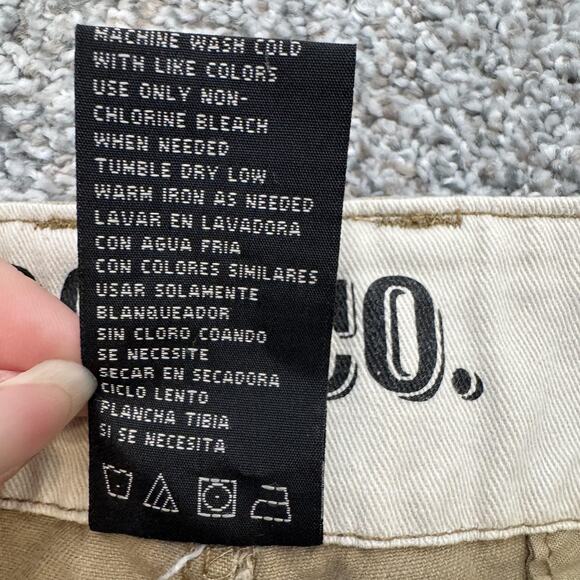 MACHINE WASH COLD
WITH LIKE COLORS
USE ONLY NON-
CHLORINE BLEACH
WHEN NEEDED
TUMBLE DRY LOW
WARM IRON AS NEEDED
LAVAR EN LAVADORA
CON AGUA FRIA
CON COLORES SIMILARES
USAR SOLAMENTE
BLANQUEADOR
SIN CLORO COANDO
SE NECESITE
SECAR EN SECADORA
CICLO LENTO
PLANCHA TIBIA
SI SE NECESITA
CO.